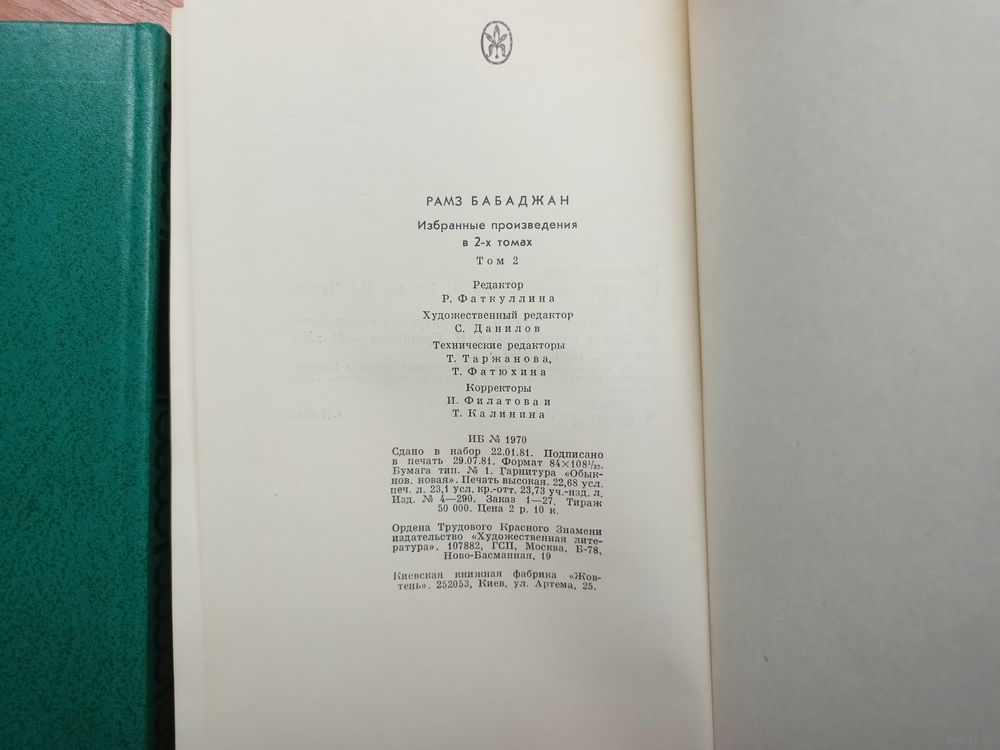 РАМЗ БАБАДЖАН
Избранные произведения
в 2-х томах
Том 2
Редактор
Р. Фаткуллина
Художественный редактор
С. Данилов
Технические редакторы
Т. Таржанова,
Т. Фатюхина
Корректоры
И. Филатова и
Т. Калинина
ИБ № 1970
Сдано в набор 22.01.81. Подписано
в печать 29.07.81. Формат 84×108¹/₃₂.
Бумага тип. № 1. Гарнитура «Обык-
нов. новая». Печать высокая. 22,68 усл.
печ. л. 23,1 усл. кр.-отт. 23,73 уч.-изд. л.
Изд. № 4—290. Заказ 1—27. Тираж
50 000. Цена 2 р. 10 к.
Ордена Трудового Красного Знамени
издательство «Художественная лите-
ратура». 107882, ГСП, Москва, Б-78,
Ново-Басманная, 19
Киевская книжная фабрика «Жов-
тень». 252053, Киев, ул. Артема, 25.